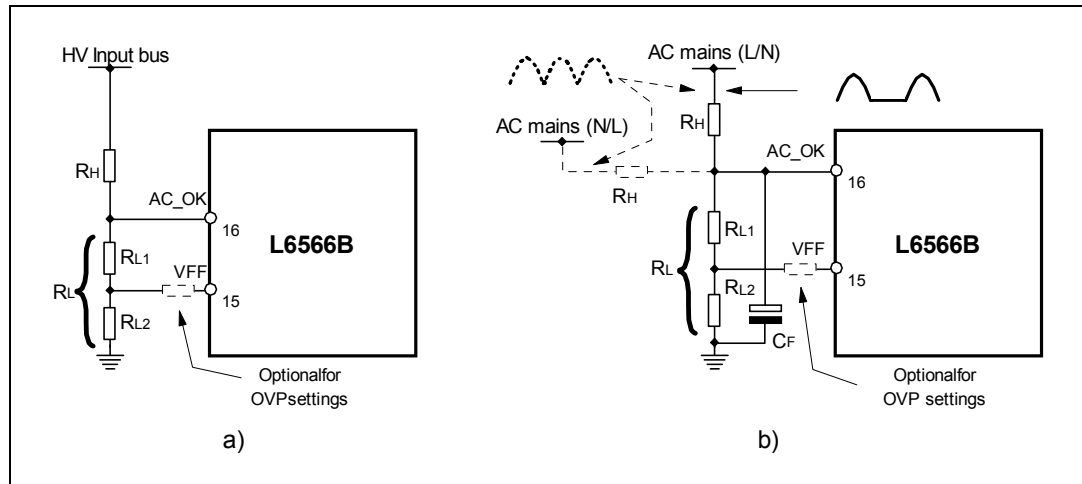 HV Input bus
RH
AC_OK
16
L6566B
RL1
VFF
15
RL
RL2
Optionalfor
OVPsettings
a)
AC mains (L/N)
RH
AC mains (N/L)
RH
AC_OK
16
L6566B
RL1
VFF
15
RL
RL2
CF
Optionalfor
OVP settings
b)